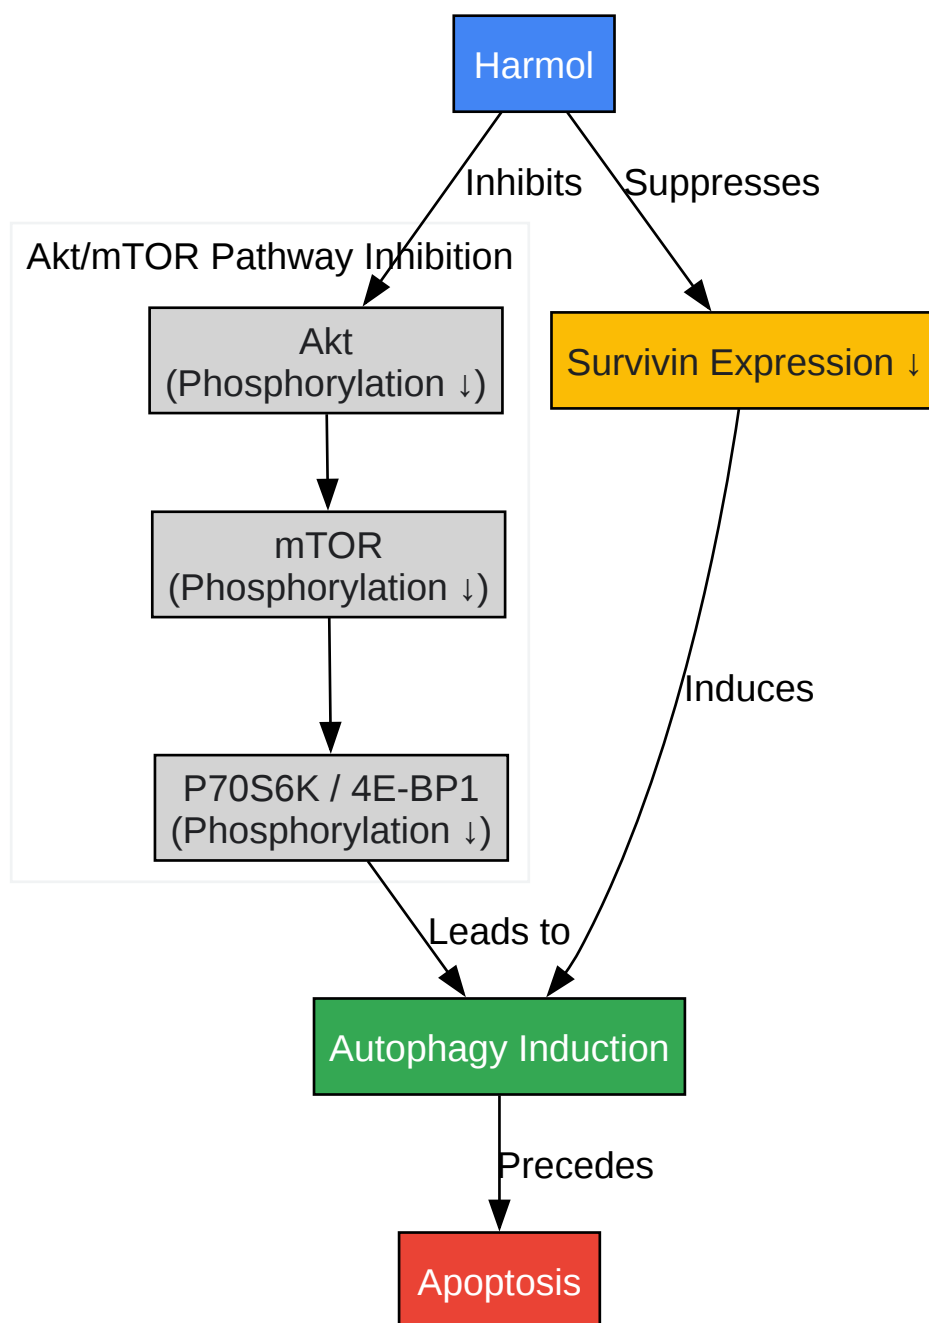 Harmol
Inhibits
Suppresses
Akt/mTOR Pathway Inhibition
Akt
(Phosphorylation ↓)
Survivin Expression ↓
mTOR
(Phosphorylation ↓)
Induces
P70S6K / 4E-BP1
(Phosphorylation ↓)
Leads to
Autophagy Induction
Precedes
Apoptosis